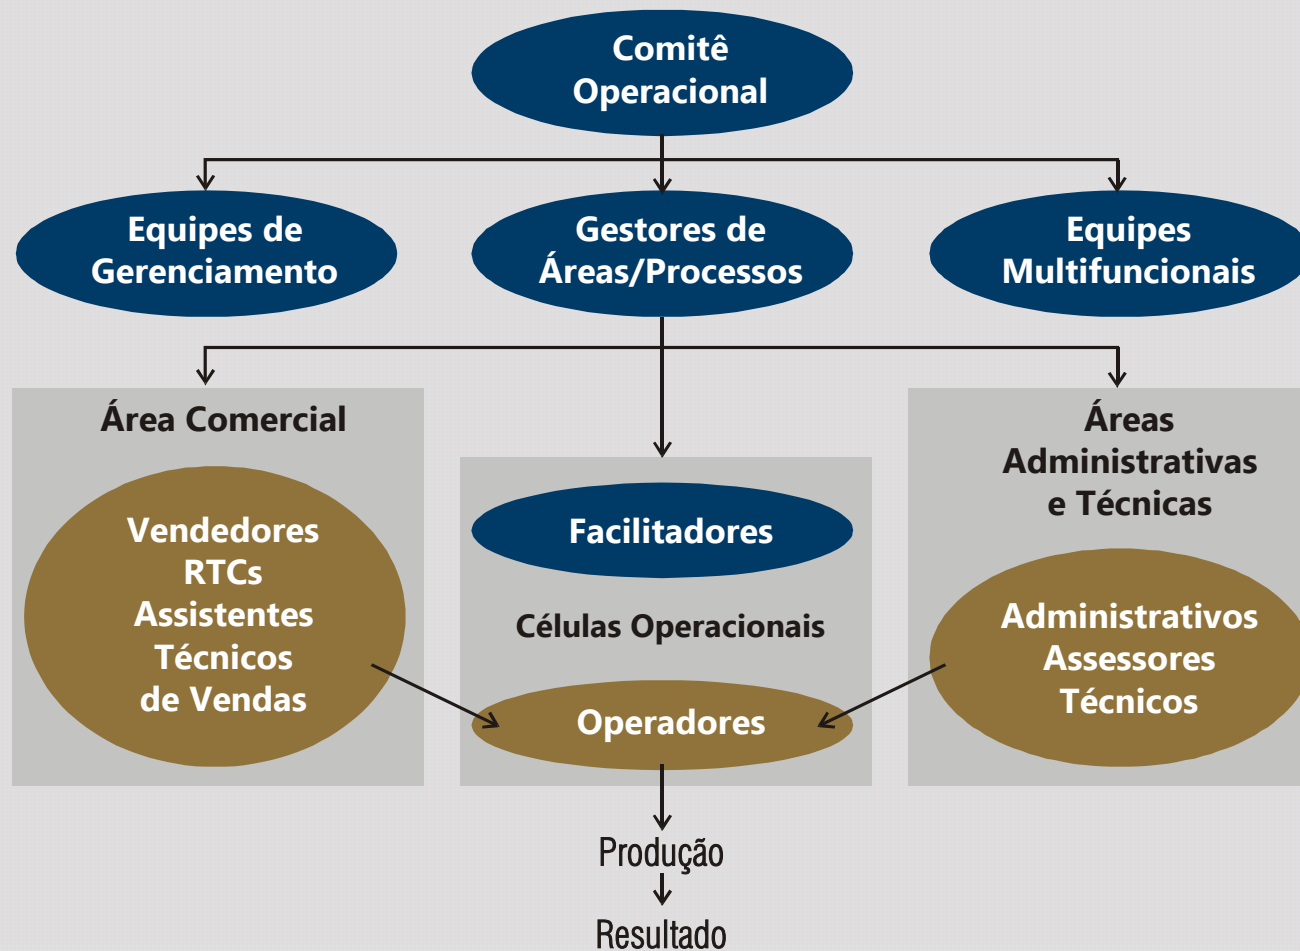 Comitê
Operacional
Equipes de
Gerenciamento
Gestores de
Áreas/Processos
Equipes
Multifuncionais
Área Comercial
Vendedores
RTCs
Assistentes
Técnicos
de Vendas
Facilitadores
Células Operacionais
Operadores
Áreas
Administrativas
e Técnicas
Administrativos
Assessores
Técnicos
Produção
Resultado